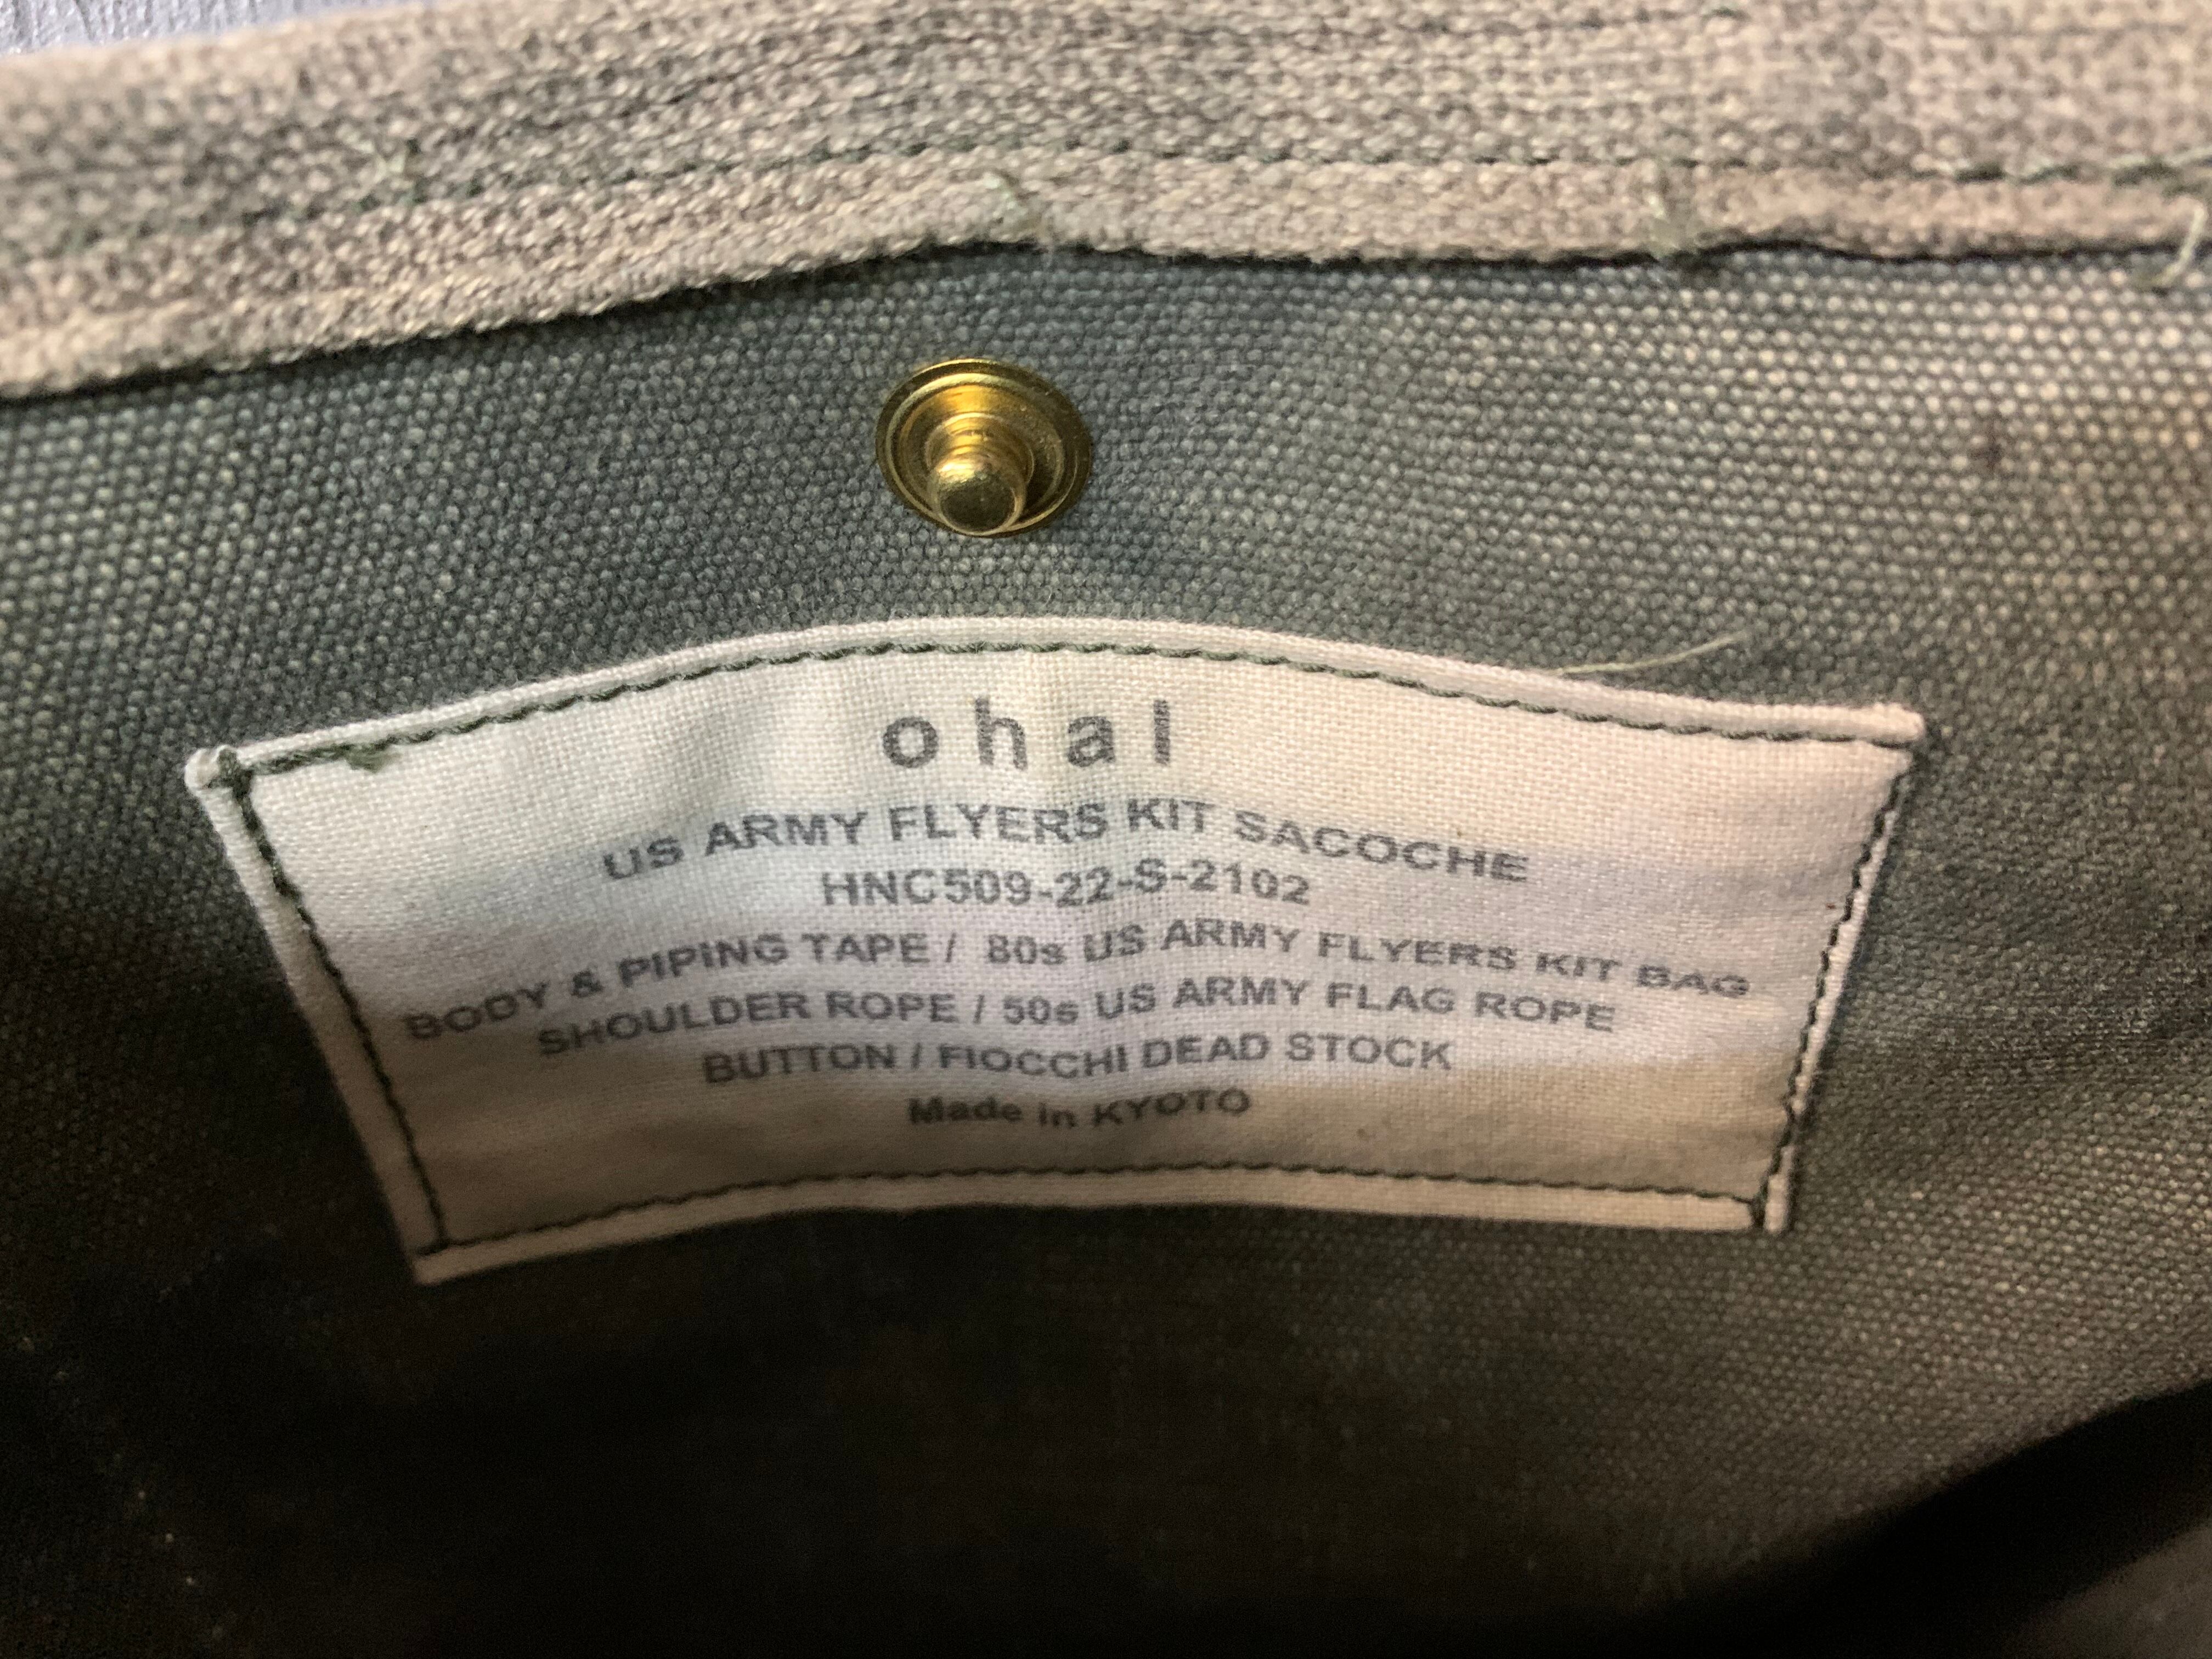 ohal
US ARMY FLYERS KIT SACOCHE
HNC509-22-S-2102
BODY & PIPING TAPE / 80s US ARMY FLYERS KIT BAG
SHOULDER ROPE / 50s US ARMY FLAG ROPE
BUTTON / FIOCCHI DEAD STOCK
Made in KYOTO